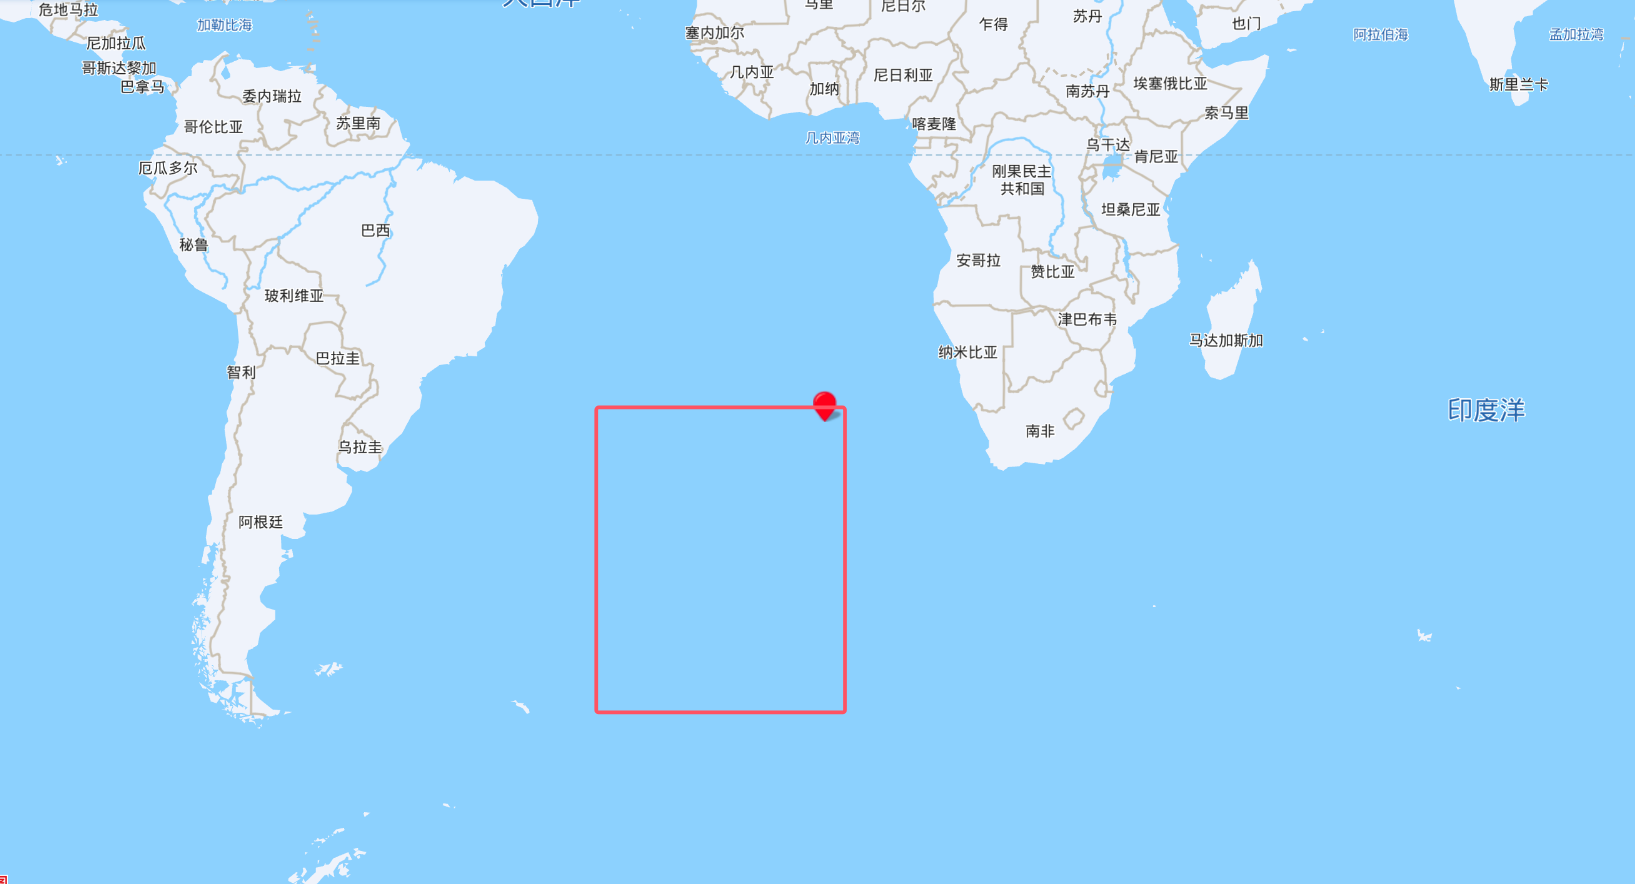 大西洋
危地马拉
加勒比海
马里
尼日尔
苏丹
也门
塞内加尔
乍得
阿拉伯海
孟加拉湾
尼加拉瓜
哥斯达黎加
巴拿马
几内亚
加纳
尼日利亚
埃塞俄比亚
南苏丹
斯里兰卡
委内瑞拉
索马里
哥伦比亚
苏里南
喀麦隆
几内亚湾
乌干达
肯尼亚
厄瓜多尔
刚果民主
共和国
坦桑尼亚
巴西
秘鲁
安哥拉
赞比亚
玻利维亚
津巴布韦
马达加斯加
纳米比亚
巴拉圭
智利
印度洋
南非
乌拉圭
阿根廷